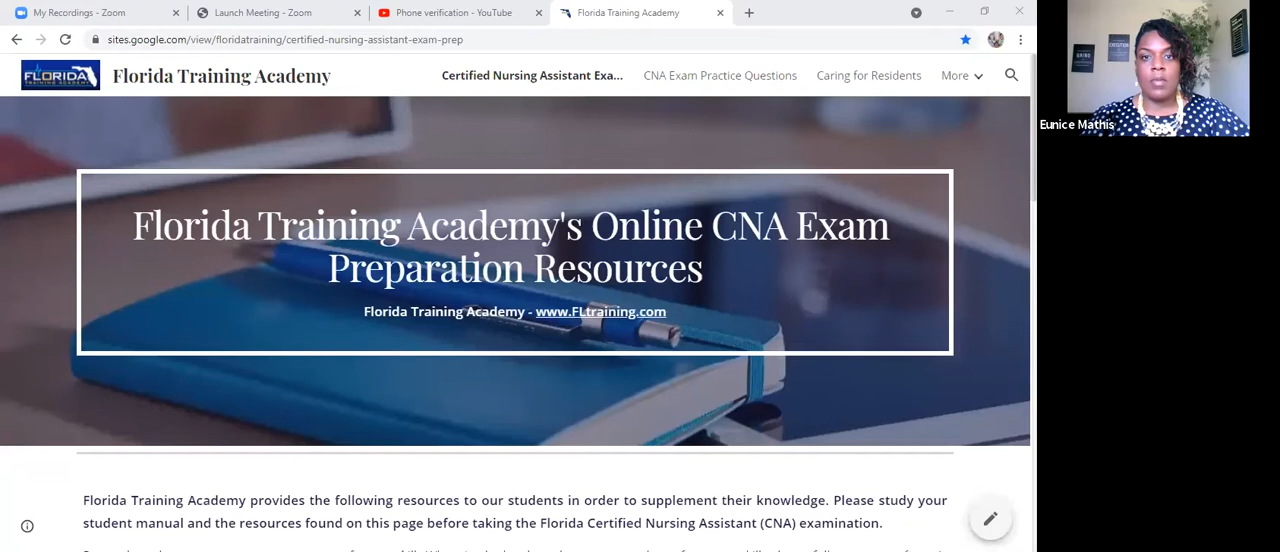 My Recordings - Zoom
Launch Meeting - Zoom
Phone verification - YouTube
Florida Training Academy
sites.google.com/view/floridatraining/certified-nursing-assistant-exam-prep
FLORIDA
TRAINING ACADEMY
Florida Training Academy
Certified Nursing Assistant Exa...
CNA Exam Practice Questions
Caring for Residents
More
Eunice Mathis
Florida Training Academy's Online CNA Exam
Preparation Resources
Florida Training Academy - www.FLtraining.com
Florida Training Academy provides the following resources to our students in order to supplement their knowledge. Please study your
student manual and the resources found on this page before taking the Florida Certified Nursing Assistant (CNA) examination.